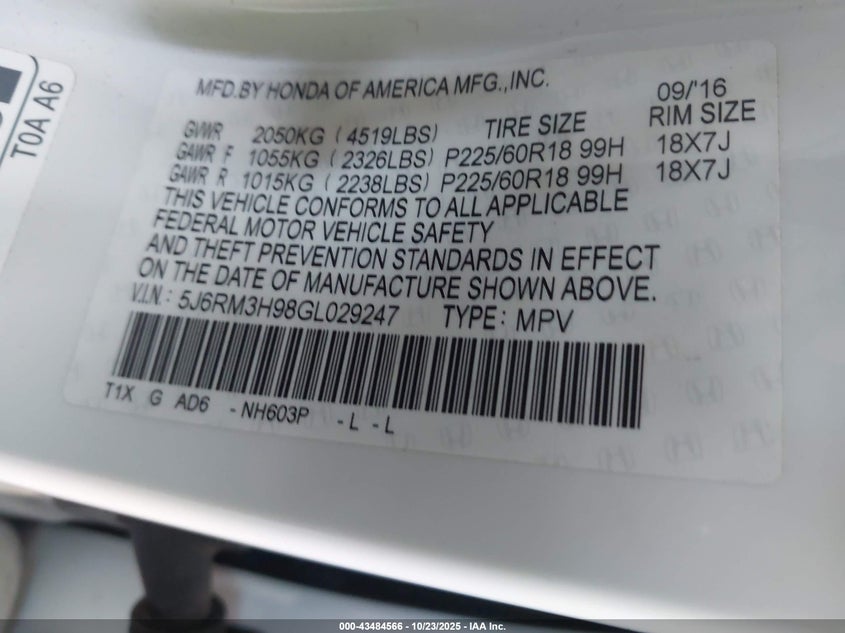 MFD.BY HONDA OF AMERICA MFG.,INC. 09/'16
GVWR 2050KG (4519LBS) TIRE SIZE RIM SIZE
GAWR F 1055KG (2326LBS) P225/60R18 99H 18X7J
GAWR R 1015KG (2238LBS) P225/60R18 99H 18X7J
THIS VEHICLE CONFORMS TO ALL APPLICABLE
FEDERAL MOTOR VEHICLE SAFETY
AND THEFT PREVENTION STANDARDS IN EFFECT
ON THE DATE OF MANUFACTURE SHOWN ABOVE.
V.I.N.: 5J6RM3H98GL029247 TYPE: MPV
T1X G AD6 -NH603P -L -L
T0A A6
000-43484566 - 10/23/2025 - IAA Inc.